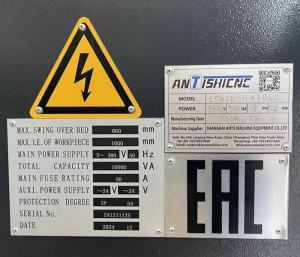 ANTISHICNC
MODEL
POWER
Manufacturing Date
Machine Supplier : SHANGHAI ANTS MACHINE EQUIPMENT CO.,LTD
MAX.SWING OVER BED 660 mm
MAX.I.E. OF WORKPIECE 1000 mm
MAIN POWER SUPPLY 3~ 380 V 50 Hz
TOTAL CAPACITY 10000 VA
MAIN FUSE RATING 50 A
AUXI.POWER SUPPLY ~24 V ~24 V
PROTECTION DEGREE IP 54
SERIAL No. 241211125
DATE 2024 12
EAC